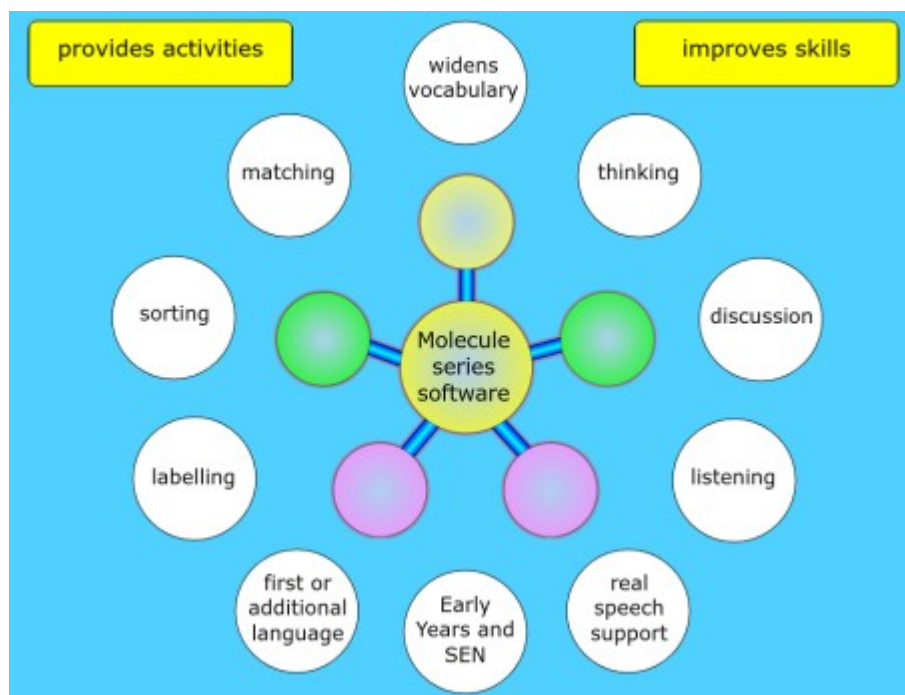 provides activities
improves skills
widens
vocabulary
matching
thinking
sorting
discussion
Molecule
series
software
labelling
listening
first or
additional
language
Early
Years and
SEN
real
speech
support